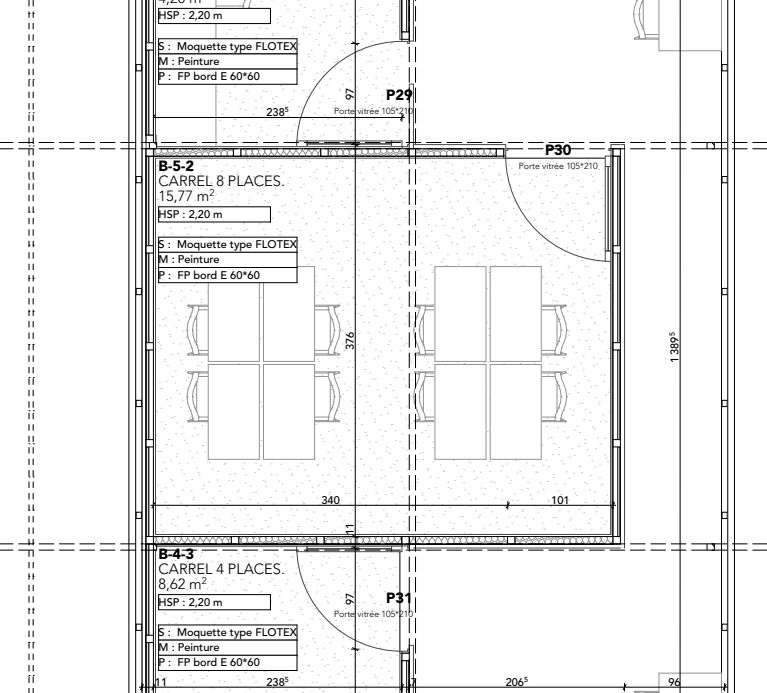 HSP : 2,20 m
S : Moquette type FLOTEX
M : Peinture
P : FP bord E 60*60
97
P29
Porte vitrée 105*210
238⁵
P30
Porte vitrée 105*210
B-5-2
CARREL 8 PLACES.
15,77 m²
HSP : 2,20 m
S : Moquette type FLOTEX
M : Peinture
P : FP bord E 60*60
376
1 389⁵
340
101
11
B-4-3
CARREL 4 PLACES.
8,62 m²
HSP : 2,20 m
97
P31
Porte vitrée 105*210
S : Moquette type FLOTEX
M : Peinture
P : FP bord E 60*60
11
238⁵
7
206⁵
96